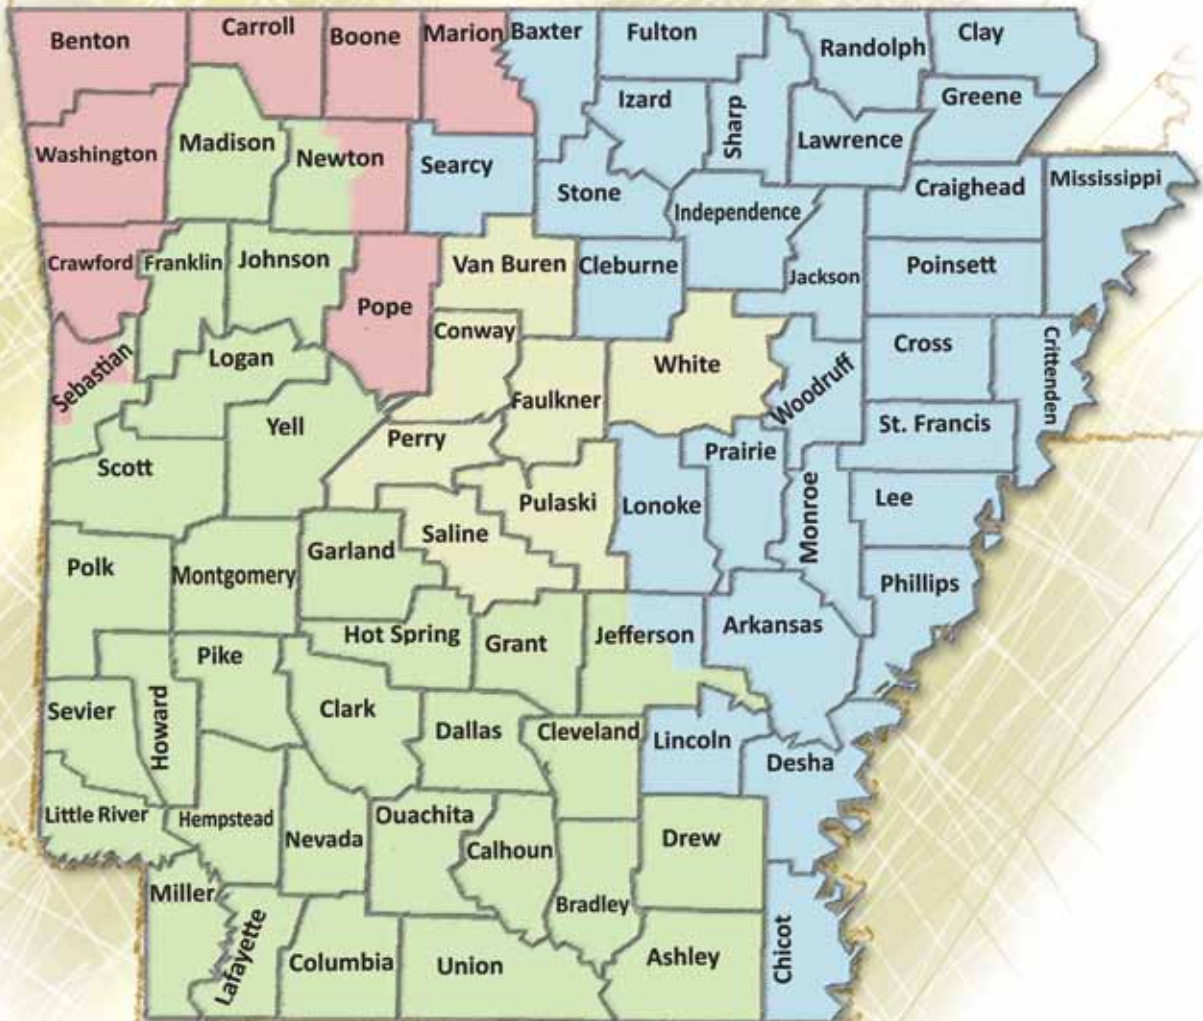 Benton
Carroll
Boone
Marion
Baxter
Fulton
Randolph
Clay
Izard
Sharp
Greene
Washington
Madison
Newton
Searcy
Stone
Lawrence
Craighead
Mississippi
Independence
Crawford
Franklin
Johnson
Van Buren
Cleburne
Jackson
Poinsett
Pope
Conway
Sebastian
Logan
White
Woodruff
Cross
Crittenden
Faulkner
Yell
Perry
St. Francis
Scott
Prairie
Pulaski
Lonoke
Monroe
Lee
Saline
Garland
Polk
Montgomery
Phillips
Hot Spring
Grant
Jefferson
Arkansas
Pike
Sevier
Howard
Clark
Dallas
Cleveland
Lincoln
Desha
Little River
Hempstead
Nevada
Ouachita
Calhoun
Drew
Miller
Bradley
Lafayette
Columbia
Union
Ashley
Chicot